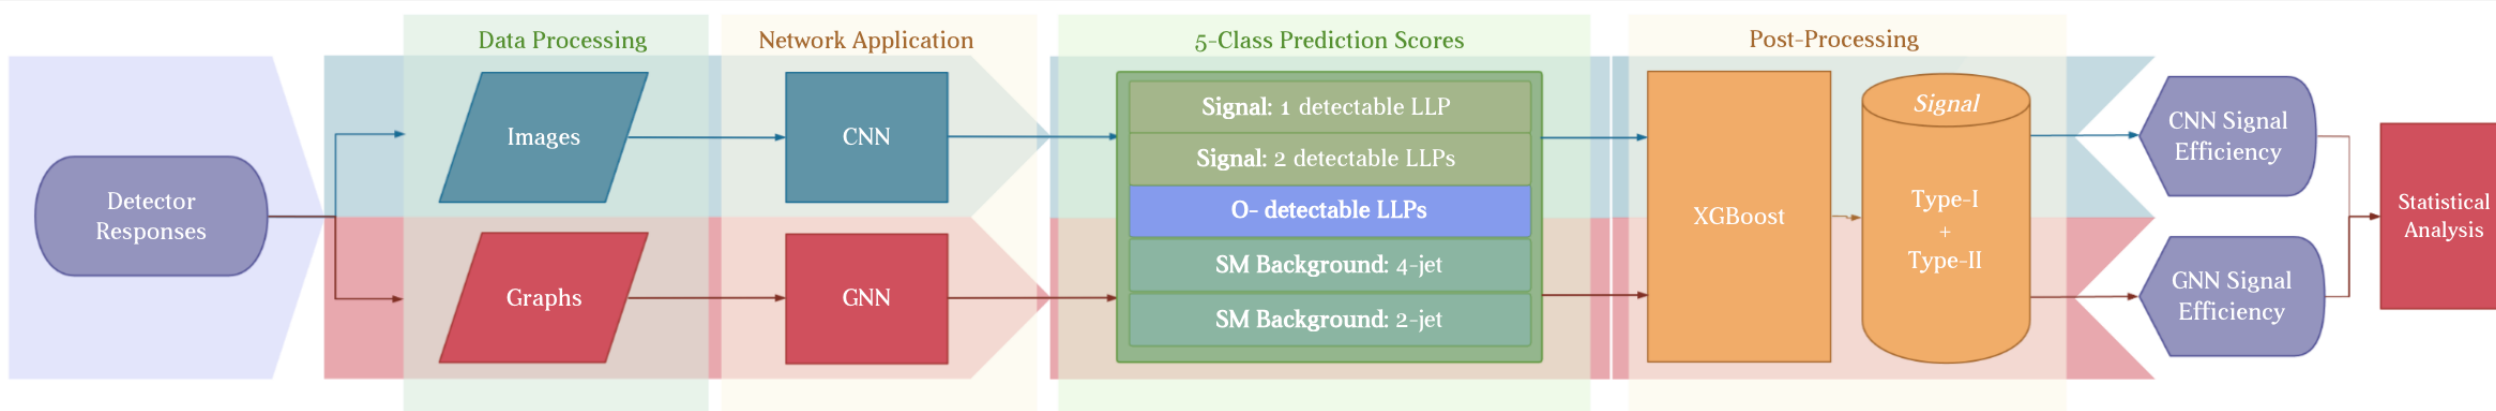 Data Processing
Network Application
5-Class Prediction Scores
Post-Processing
Detector
Responses
Images
CNN
Graphs
GNN
Signal: 1 detectable LLP
Signal: 2 detectable LLPs
0- detectable LLPs
SM Background: 4-jet
SM Background: 2-jet
XGBoost
Signal
Type-I
+
Type-II
CNN Signal
Efficiency
GNN Signal
Efficiency
Statistical
Analysis